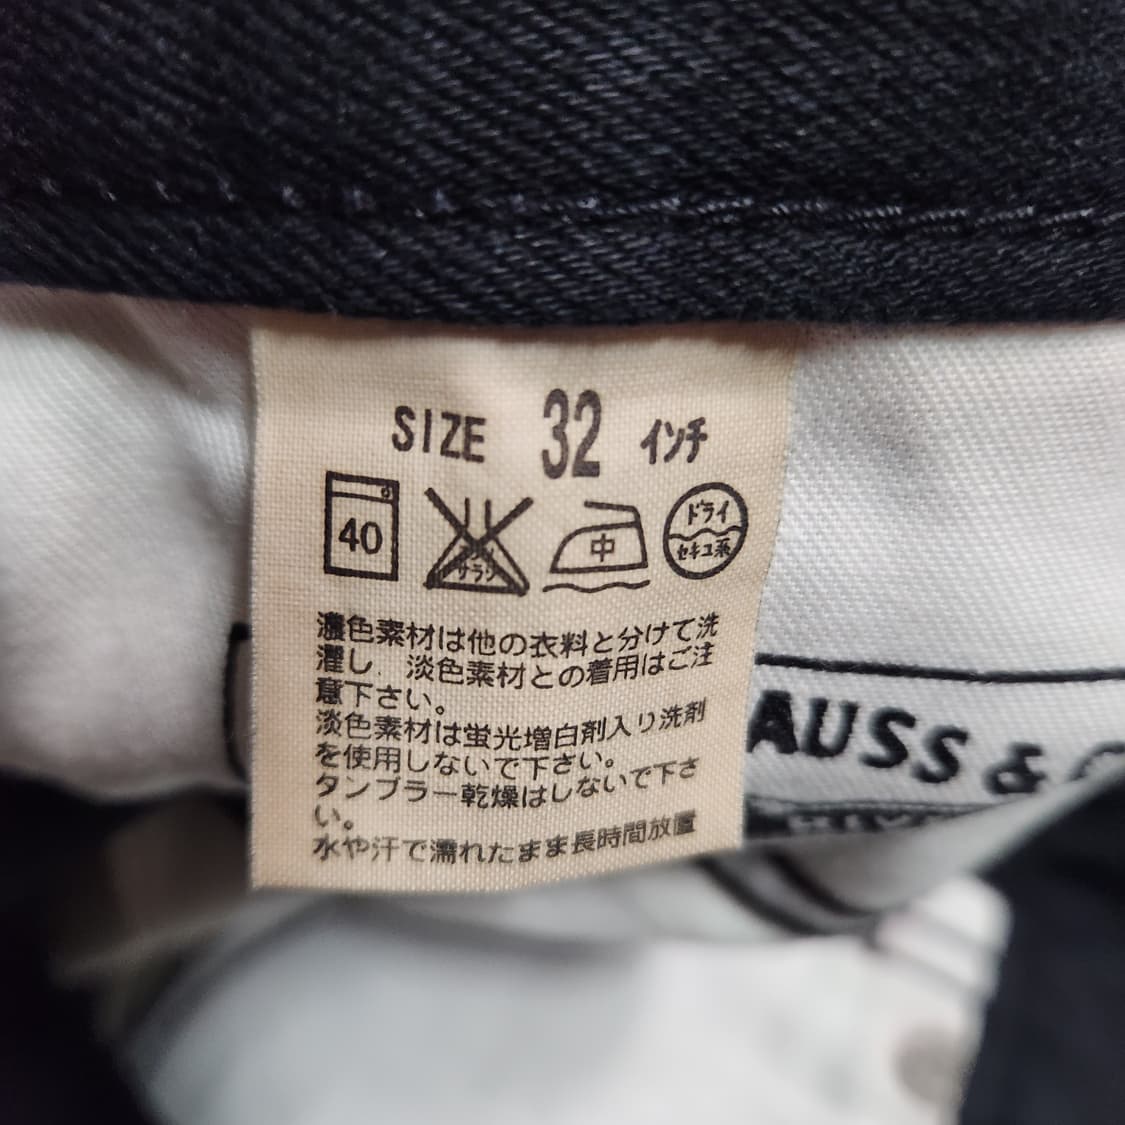 SIZE 32 インチ
40
サラシ
中
ドライ
セキユ系
濃色素材は他の衣料と分けて洗
濯し、淡色素材との着用はご注
意下さい。
淡色素材は蛍光増白剤入り洗剤
を使用しないで下さい。
タンブラー乾燥はしないで下さ
い。
水や汗で濡れたまま長時間放置
AUSS &